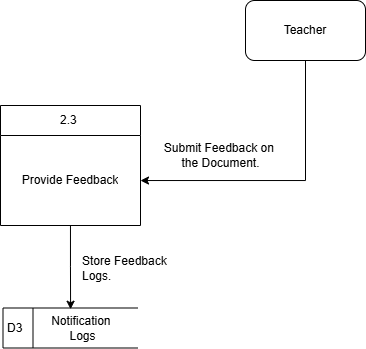 Teacher
2.3
Submit Feedback on
the Document.
Provide Feedback
Store Feedback
Logs.
D3
Notification
Logs